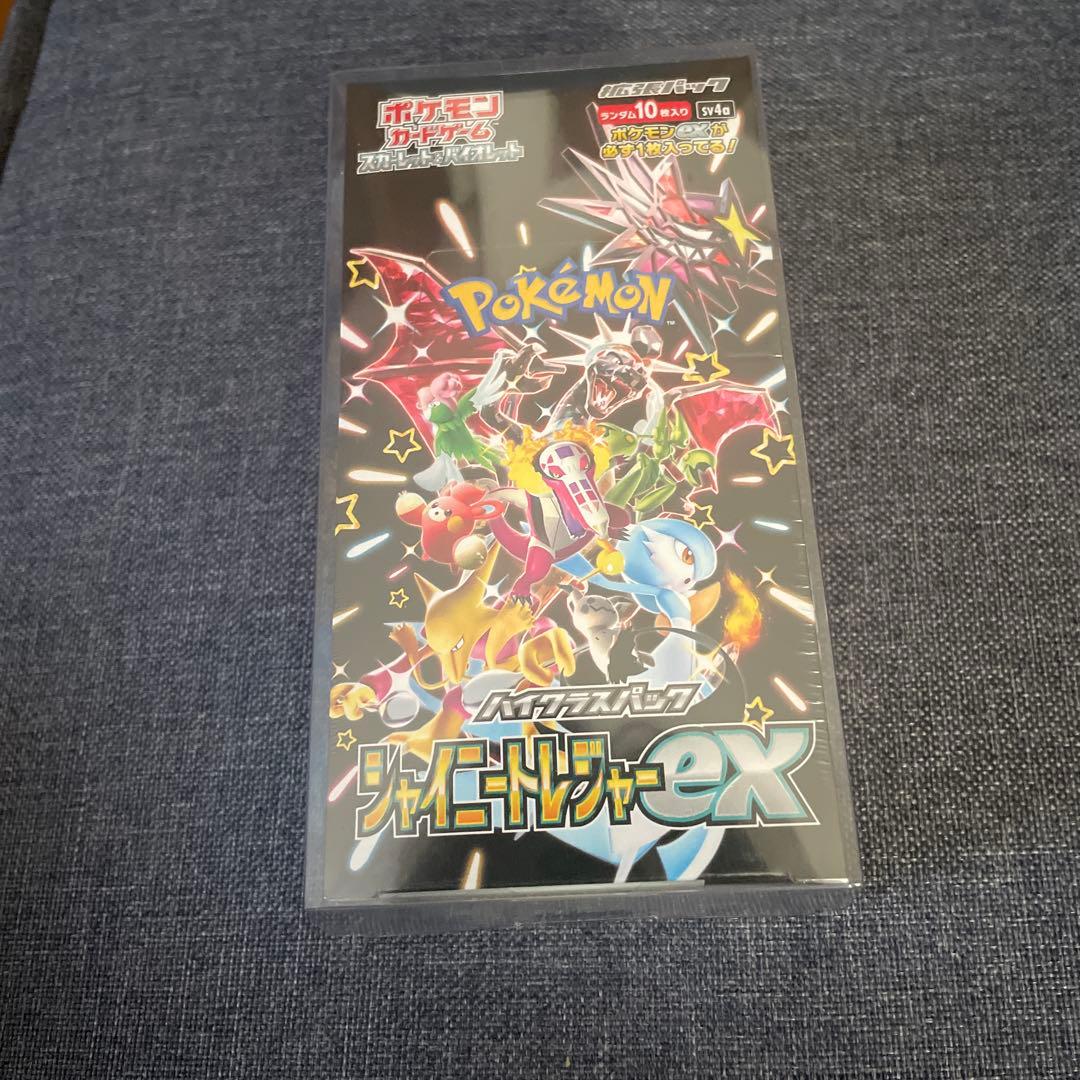 ポケモン
カードゲーム
スカーレット&バイオレット
拡張パック
ランダム10枚入り SV4a
ポケモンexが
必ず1枚入ってる!
POKéMON
TM
ハイクラスパック
シャイニートレジャーex